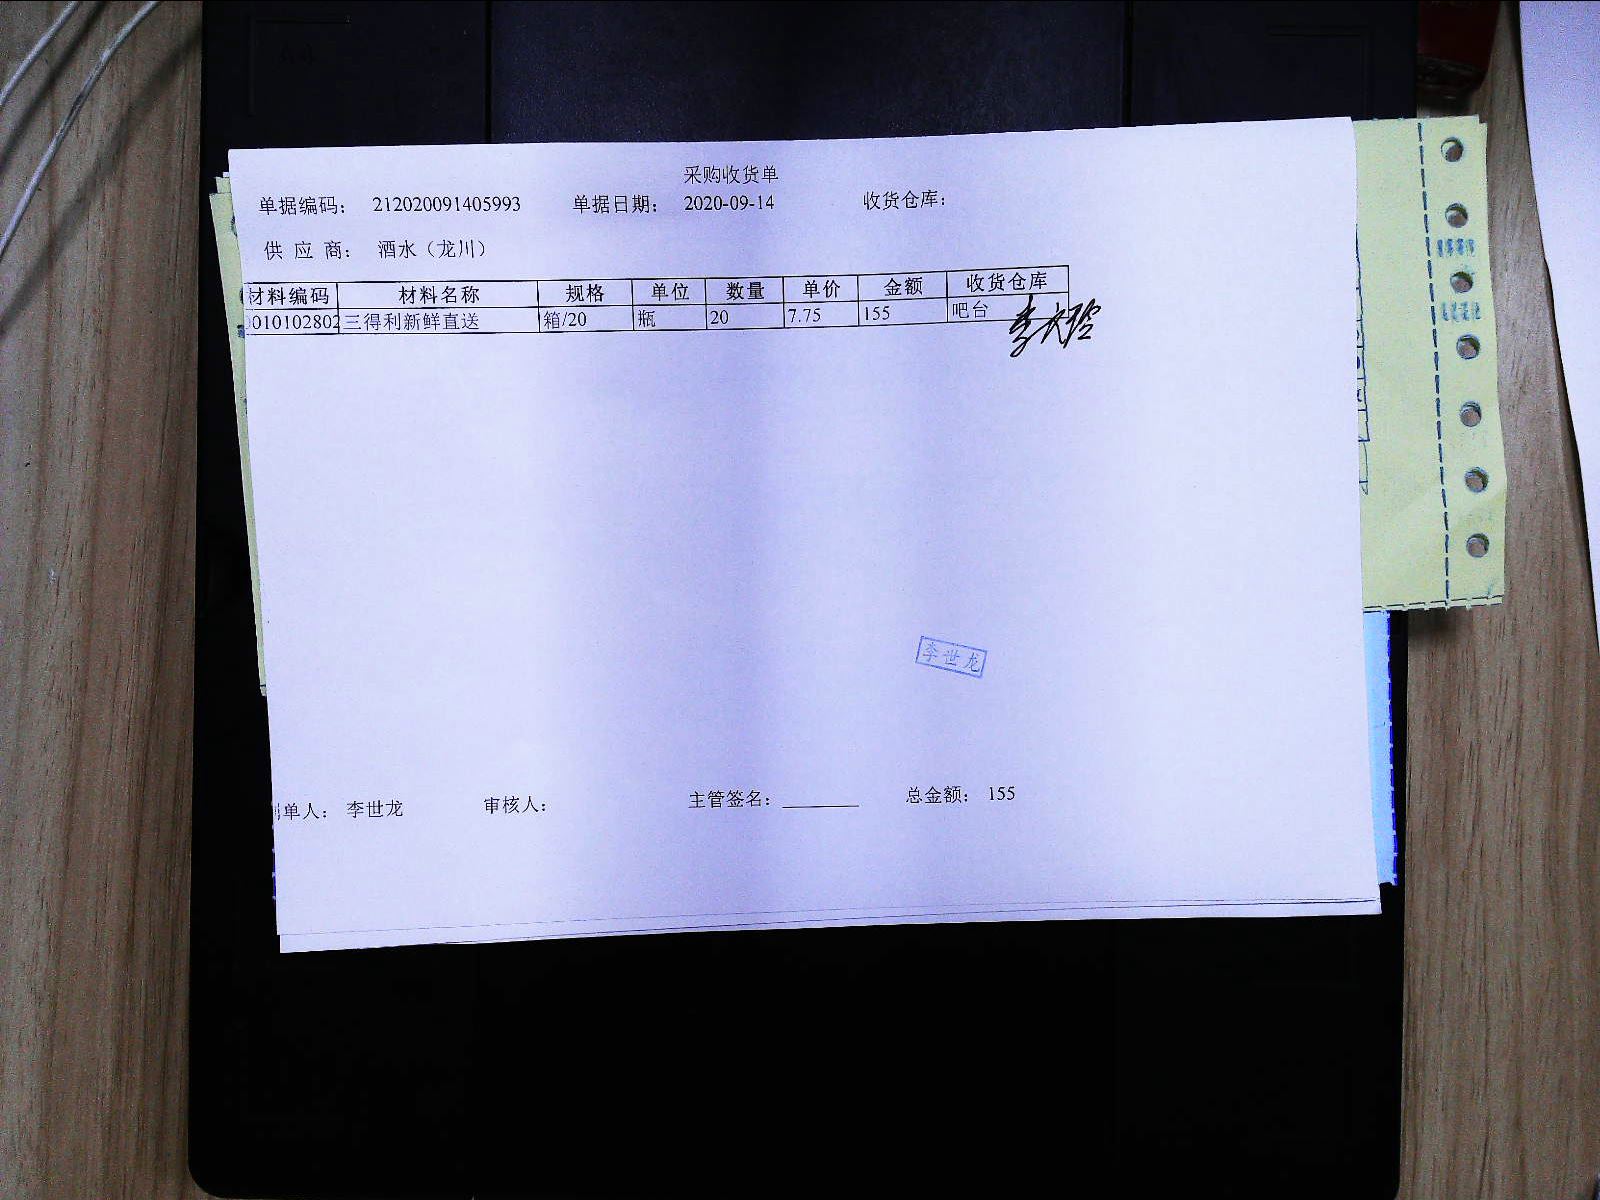 采购收货单
单据编码： 212020091405993 单据日期： 2020-09-14 收货仓库：
供 应 商： 酒水（龙川）
材料编码 材料名称 规格 单位 数量 单价 金额 收货仓库
0010102802 三得利新鲜直送 箱/20 瓶 20 7.75 155 吧台
李世龙
单人： 李世龙 审核人： 主管签名： 总金额： 155